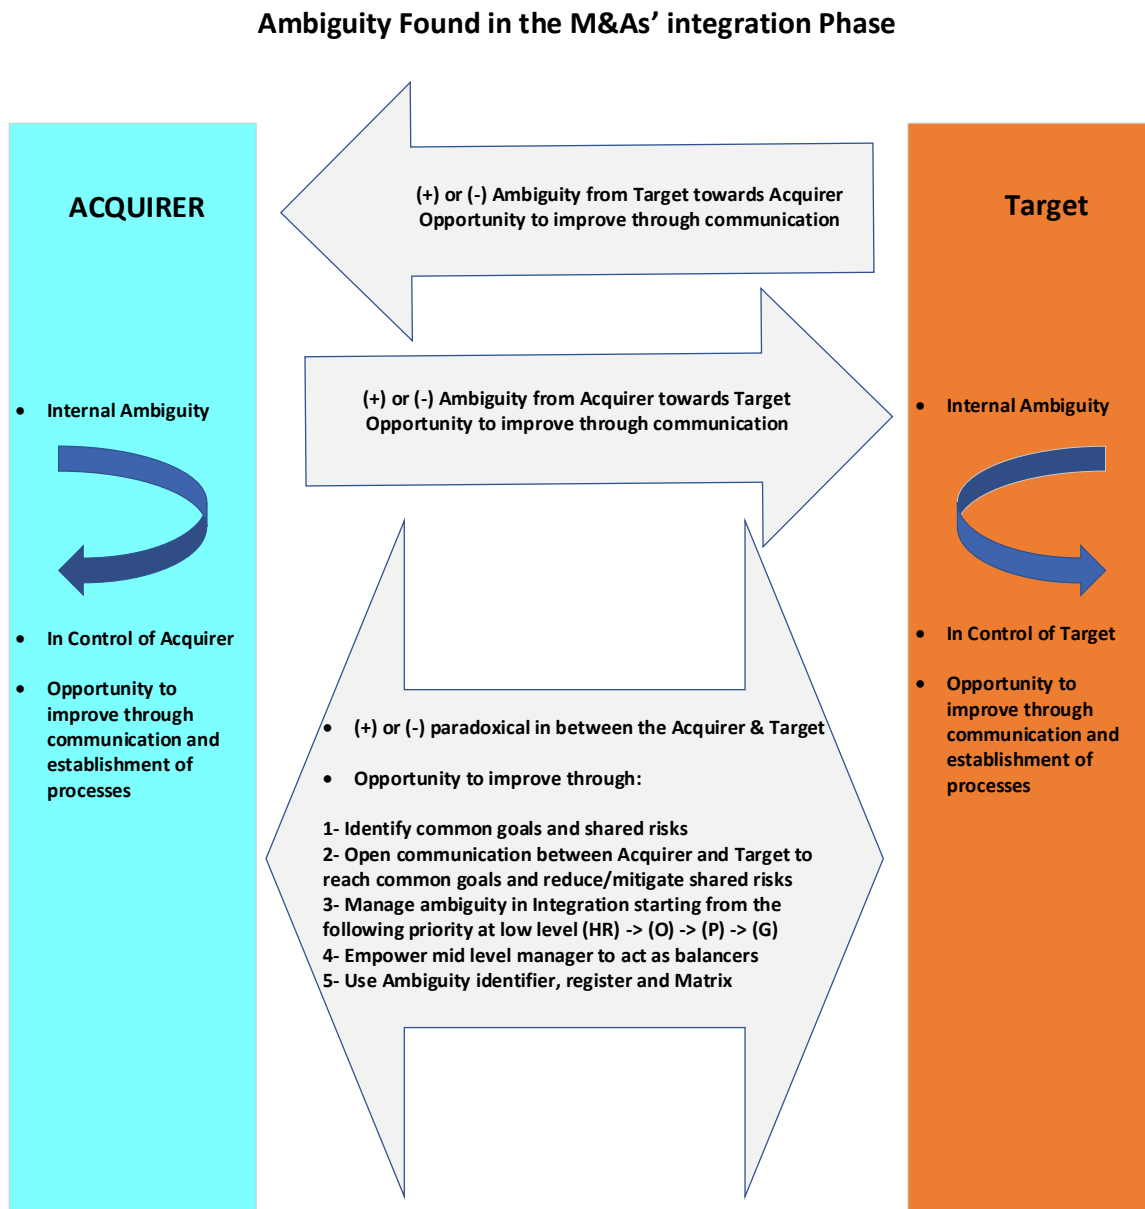 Ambiguity Found in the M&As’ integration Phase
ACQUIRER
• Internal Ambiguity
• In Control of Acquirer
• Opportunity to
improve through
communication and
establishment of
processes
(+) or (-) Ambiguity from Target towards Acquirer
Opportunity to improve through communication
(+) or (-) Ambiguity from Acquirer towards Target
Opportunity to improve through communication
• (+) or (-) paradoxical in between the Acquirer & Target
• Opportunity to improve through:
1- Identify common goals and shared risks
2- Open communication between Acquirer and Target to
reach common goals and reduce/mitigate shared risks
3- Manage ambiguity in Integration starting from the
following priority at low level (HR) -> (O) -> (P) -> (G)
4- Empower mid level manager to act as balancers
5- Use Ambiguity identifier, register and Matrix
Target
• Internal Ambiguity
• In Control of Target
• Opportunity to
improve through
communication and
establishment of
processes